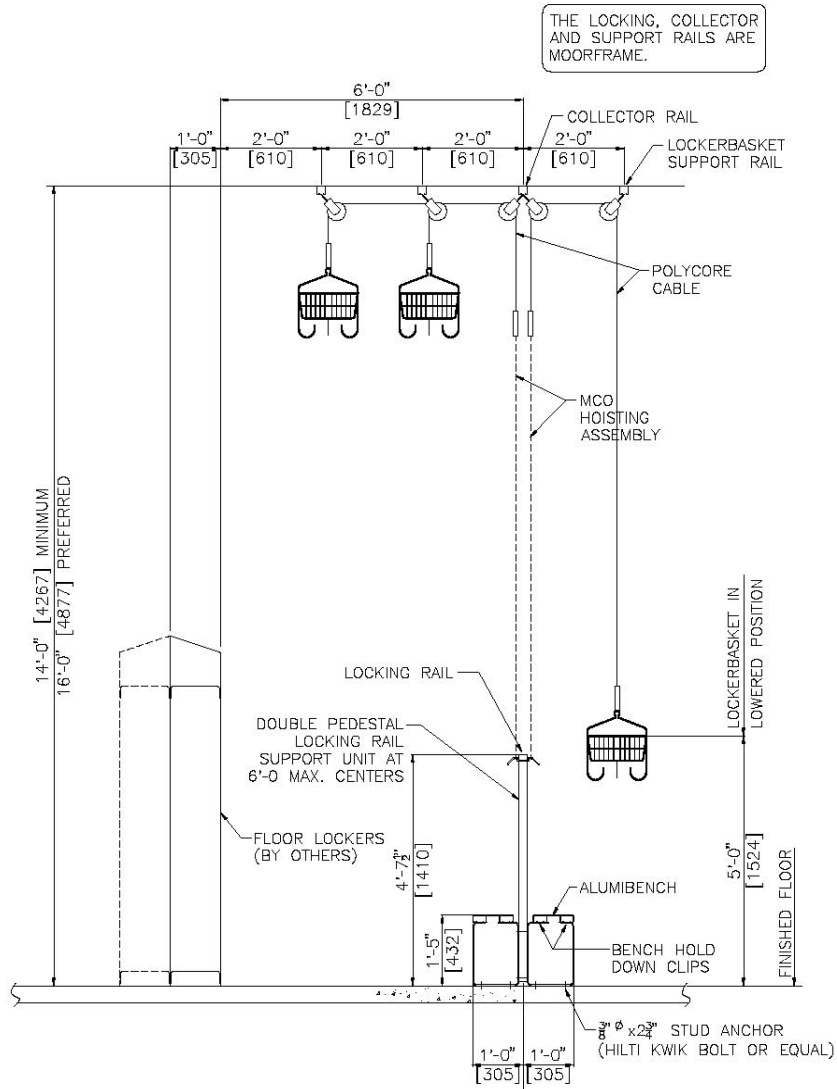 THE LOCKING, COLLECTOR
AND SUPPORT RAILS ARE
MOORFRAME.
6'-0"
[1829]
COLLECTOR RAIL
1'-0"
[305]
2'-0"
[610]
2'-0"
[610]
2'-0"
[610]
2'-0"
[610]
LOCKERBASKET
SUPPORT RAIL
POLYCORE
CABLE
MCO
HOISTING
ASSEMBLY
14'-0" [4267] MINIMUM
16'-0" [4877] PREFERRED
LOCKERBASKET IN
LOWERED POSITION
LOCKING RAIL
DOUBLE PEDESTAL
LOCKING RAIL
SUPPORT UNIT AT
6'-0 MAX. CENTERS
FLOOR LOCKERS
(BY OTHERS)
4'-7½"
[1410]
5'-0"
[1524]
FINISHED FLOOR
ALUMIBENCH
1'-5"
[432]
BENCH HOLD
DOWN CLIPS
⅜"ø x2¾" STUD ANCHOR
(HILTI KWIK BOLT OR EQUAL)
1'-0"
[305]
1'-0"
[305]